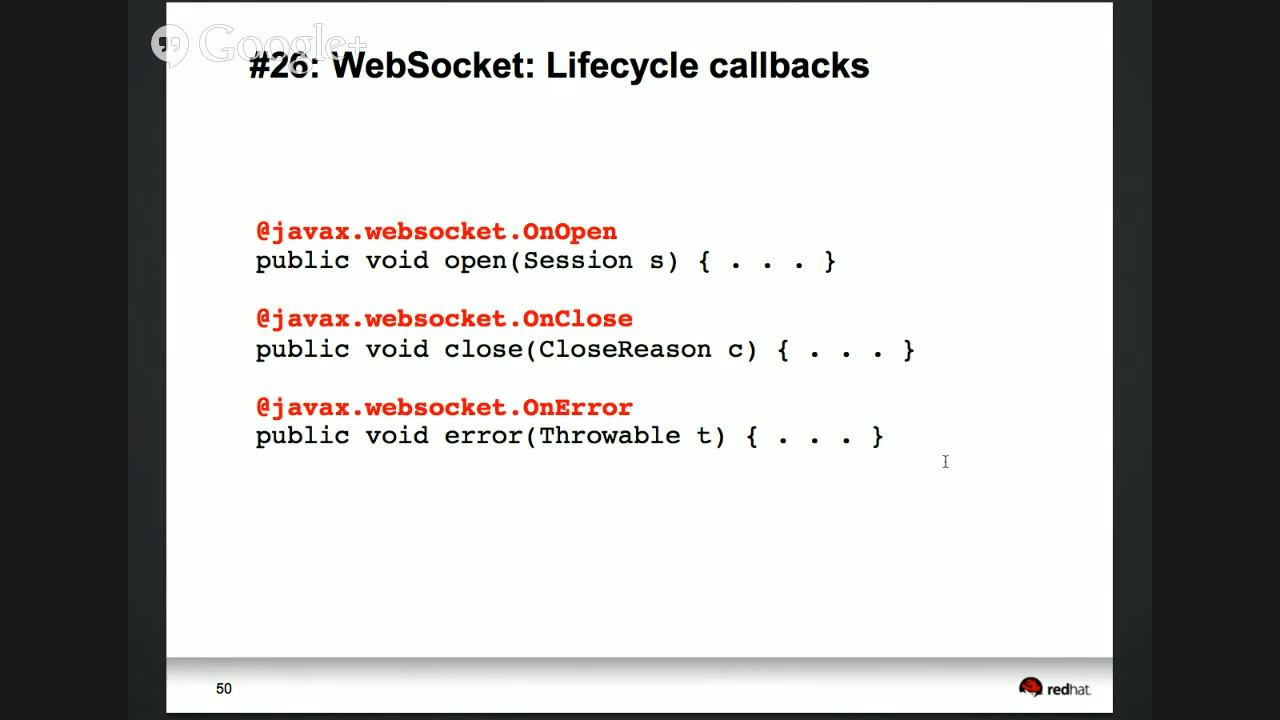 Google+
#26: WebSocket: Lifecycle callbacks
@javax.websocket.OnOpen
public void open(Session s) { . . . }
@javax.websocket.OnClose
public void close(CloseReason c) { . . . }
@javax.websocket.OnError
public void error(Throwable t) { . . . }
50
redhat.